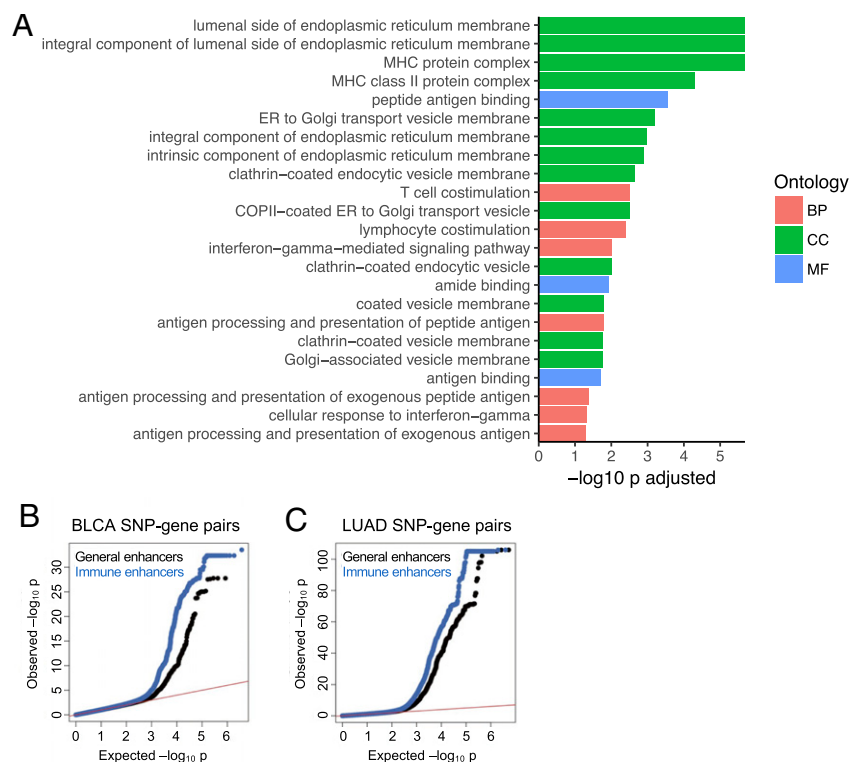 A
lumenal side of endoplasmic reticulum membrane
integral component of lumenal side of endoplasmic reticulum membrane
MHC protein complex
MHC class II protein complex
peptide antigen binding
ER to Golgi transport vesicle membrane
integral component of endoplasmic reticulum membrane
intrinsic component of endoplasmic reticulum membrane
clathrin−coated endocytic vesicle membrane
T cell costimulation
COPII−coated ER to Golgi transport vesicle
lymphocyte costimulation
interferon−gamma−mediated signaling pathway
clathrin−coated endocytic vesicle
amide binding
coated vesicle membrane
antigen processing and presentation of peptide antigen
clathrin−coated vesicle membrane
Golgi−associated vesicle membrane
antigen binding
antigen processing and presentation of exogenous peptide antigen
cellular response to interferon−gamma
antigen processing and presentation of exogenous antigen
0 1 2 3 4 5
−log10 p adjusted
Ontology
BP
CC
MF
B
BLCA SNP-gene pairs
General enhancers
Immune enhancers
Observed −log₁₀ p
30
25
20
15
10
5
0
0 1 2 3 4 5 6
Expected −log₁₀ p
C
LUAD SNP-gene pairs
General enhancers
Immune enhancers
Observed −log₁₀ p
100
80
60
40
20
0
0 1 2 3 4 5 6
Expected −log₁₀ p